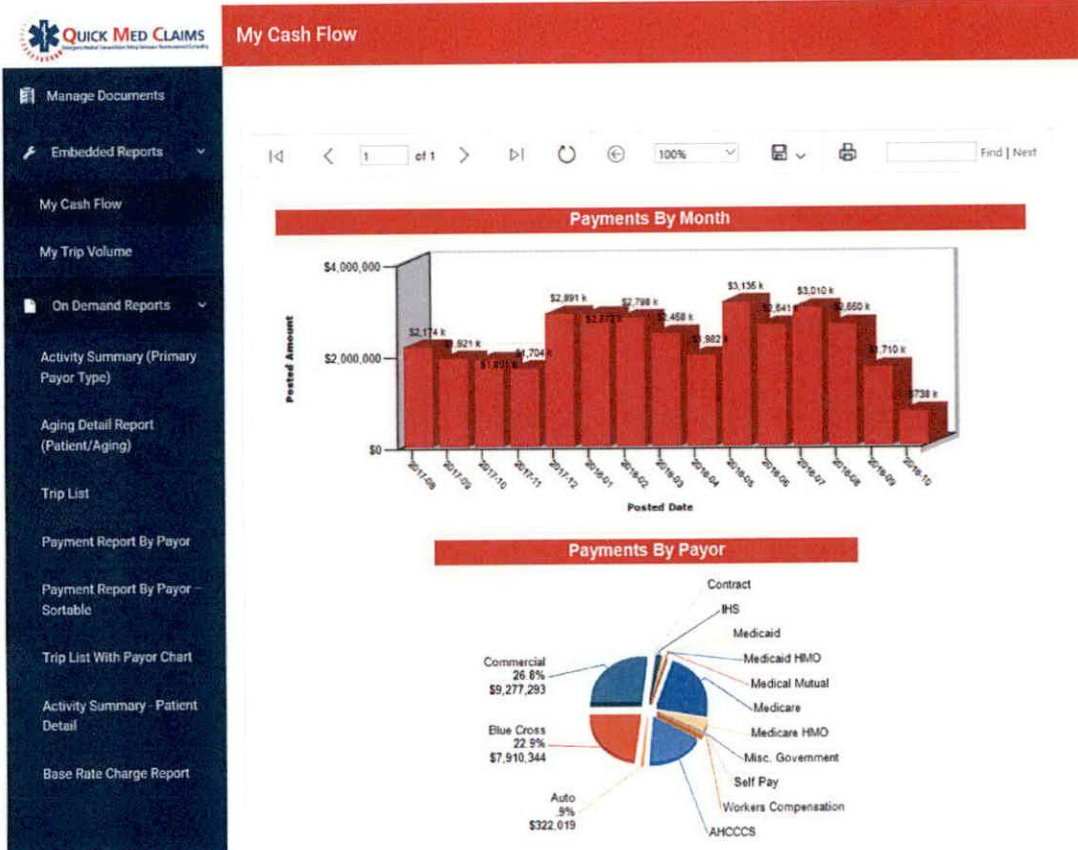 QUICK MED CLAIMS
My Cash Flow
Manage Documents
Embedded Reports
My Cash Flow
My Trip Volume
On Demand Reports
Activity Summary (Primary
Payor Type)
Aging Detail Report
(Patient/Aging)
Trip List
Payment Report By Payor
Payment Report By Payor –
Sortable
Trip List With Payor Chart
Activity Summary - Patient
Detail
Base Rate Charge Report
1 of 1
100%
Find | Next
Payments By Month
Posted Amount
$4,000,000
$2,000,000
$0
$2,174 k
$1,921 k
$1,704 k
$2,891 k
$2,798 k
$2,458 k
$1,982 k
$3,135 k
$2,641 k
$3,010 k
$2,660 k
$1,710 k
$738 k
2017-08
2017-09
2017-10
2017-11
2017-12
2018-01
2018-02
2018-03
2018-04
2018-05
2018-06
2018-07
2018-08
2018-09
2018-10
Posted Date
Payments By Payor
Contract
IHS
Medicaid
Medicaid HMO
Medical Mutual
Medicare
Medicare HMO
Misc. Government
Self Pay
Workers Compensation
AHCCCS
Commercial
26.8%
$9,277,293
Blue Cross
22.9%
$7,910,344
Auto
.9%
$322,019